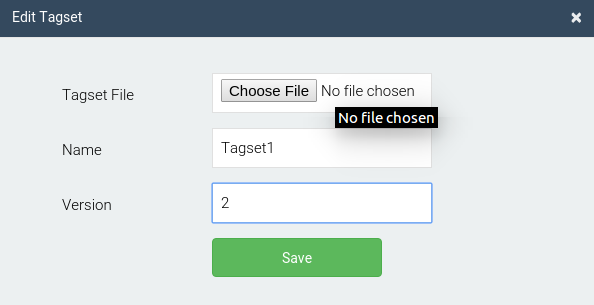 Edit Tagset ×
Tagset File Choose File No file chosen
No file chosen
Name Tagset1
Version 2
Save